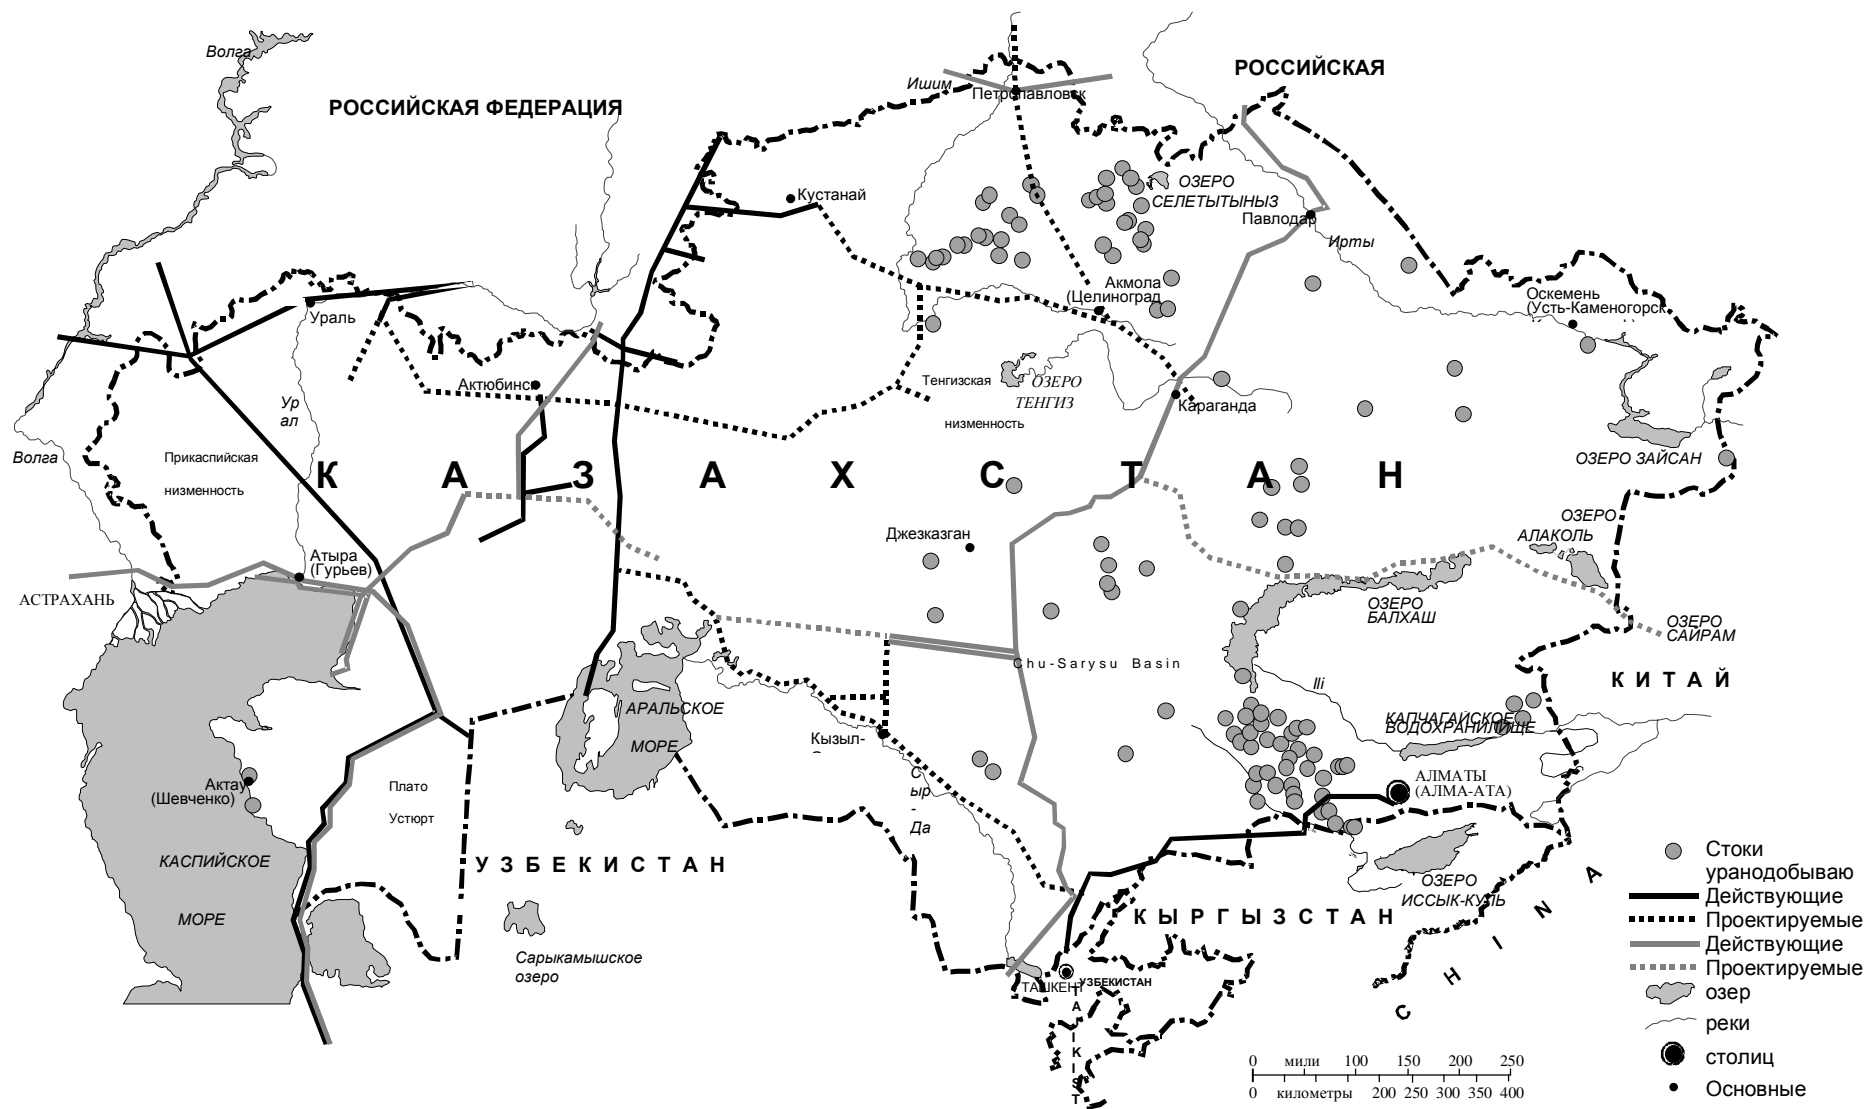 Волга
РОССИЙСКАЯ ФЕДЕРАЦИЯ
Ишим
Петропавловск
РОССИЙСКАЯ
Кустанай
ОЗЕРО
СЕЛЕТЫТЫНЫЗ
Павлодар
Ирты
Акмола
(Целиноград
Оскемень
(Усть-Каменогорск
Ураль
Актюбинск
Тенгизская
низменность
ОЗЕРО
ТЕНГИЗ
Караганда
Ур
ал
Волга
Прикаспийская
низменность
К А З А Х С Т А Н
ОЗЕРО ЗАЙСАН
ОЗЕРО
АЛАКОЛЬ
Джезказган
Атыра
(Гурьев)
АСТРАХАНЬ
ОЗЕРО
БАЛХАШ
ОЗЕРО
САЙРАМ
Chu-Sarysu Basin
Ili
КИТАЙ
АРАЛЬСКОЕ
МОРЕ
КАПЧАГАЙСКОЕ
ВОДОХРАНИЛИЩЕ
Кызыл-
С
ыр
-
Да
Актау
(Шевченко)
Плато
Устюрт
АЛМАТЫ
(АЛМА-АТА)
КАСПИЙСКОЕ
МОРЕ
УЗБЕКИСТАН
ОЗЕРО
ИССЫК-КУЛЬ
КЫРГЫЗСТАН
CHINA
Сарыкамышское
озеро
ТАШКЕНТ
УЗБЕКИСТАН
TAJIKIST
Стоки
уранодобываю
Действующие
Проектируемые
Действующие
Проектируемые
озер
реки
столиц
Основные
0 мили 100 150 200 250
0 километры 200 250 300 350 400